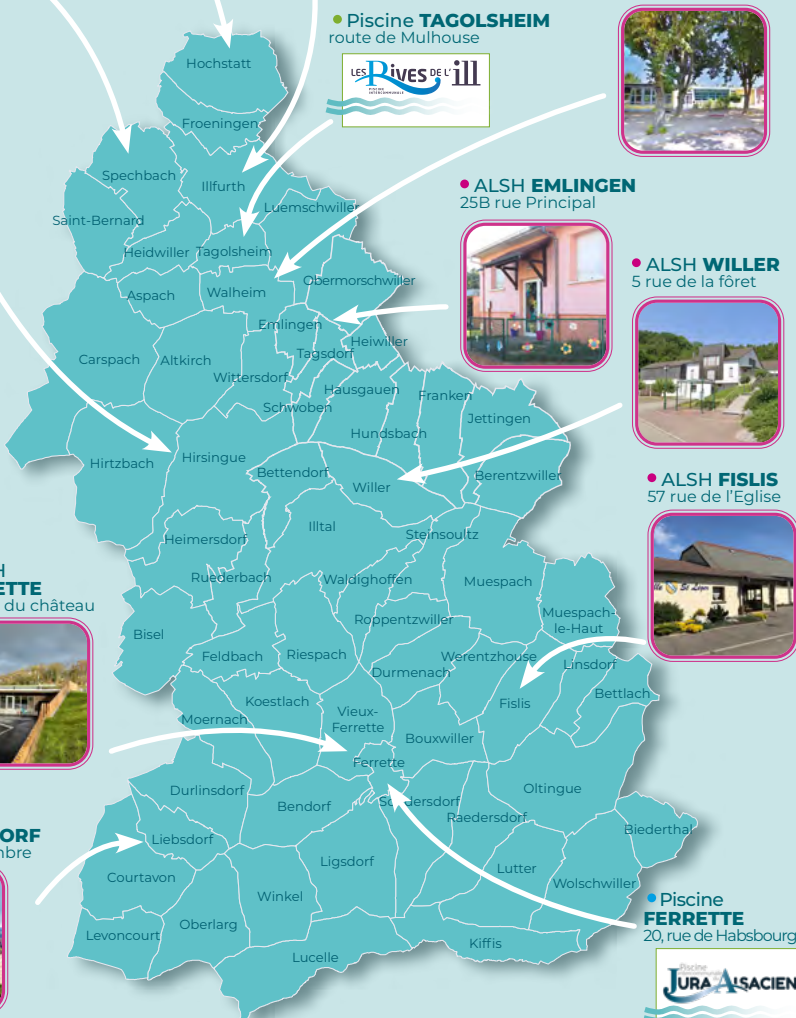 • Piscine TAGOLSHEIM
route de Mulhouse
LES Rives DE L'ill
PISCINE
INTERCOMMUNALE
• ALSH EMLINGEN
25B rue Principal
• ALSH WILLER
5 rue de la fôret
• ALSH FISLIS
57 rue de l'Eglise
H
ETTE
du château
ORF
mbre
• Piscine
FERRETTE
20, rue de Habsbourg
Piscine
JURA ALSACIEN
Hochstatt
Froeningen
Spechbach
Illfurth
Saint-Bernard
Luemschwiller
Heidwiller
Tagolsheim
Obermorschwiller
Aspach
Walheim
Emlingen
Heiwiller
Tagsdorf
Carspach
Altkirch
Wittersdorf
Hausgauen
Franken
Schwoben
Jettingen
Hundsbach
Hirtzbach
Hirsingue
Bettendorf
Willer
Berentzwiller
Illtal
Steinsoultz
Heimersdorf
Ruederbach
Waldighoffen
Muespach
Roppentzwiller
Muespach-
le-Haut
Bisel
Feldbach
Riespach
Werentzhouse
Linsdorf
Durmenach
Bettlach
Koestlach
Fislis
Moernach
Vieux-
Ferrette
Bouxwiller
Ferrette
Durlinsdorf
Oltingue
Bendorf
Sondersdorf
Raedersdorf
Biederthal
Liebsdorf
Ligsdorf
Lutter
Courtavon
Wolschwiller
Winkel
Oberlarg
Levoncourt
Kiffis
Lucelle